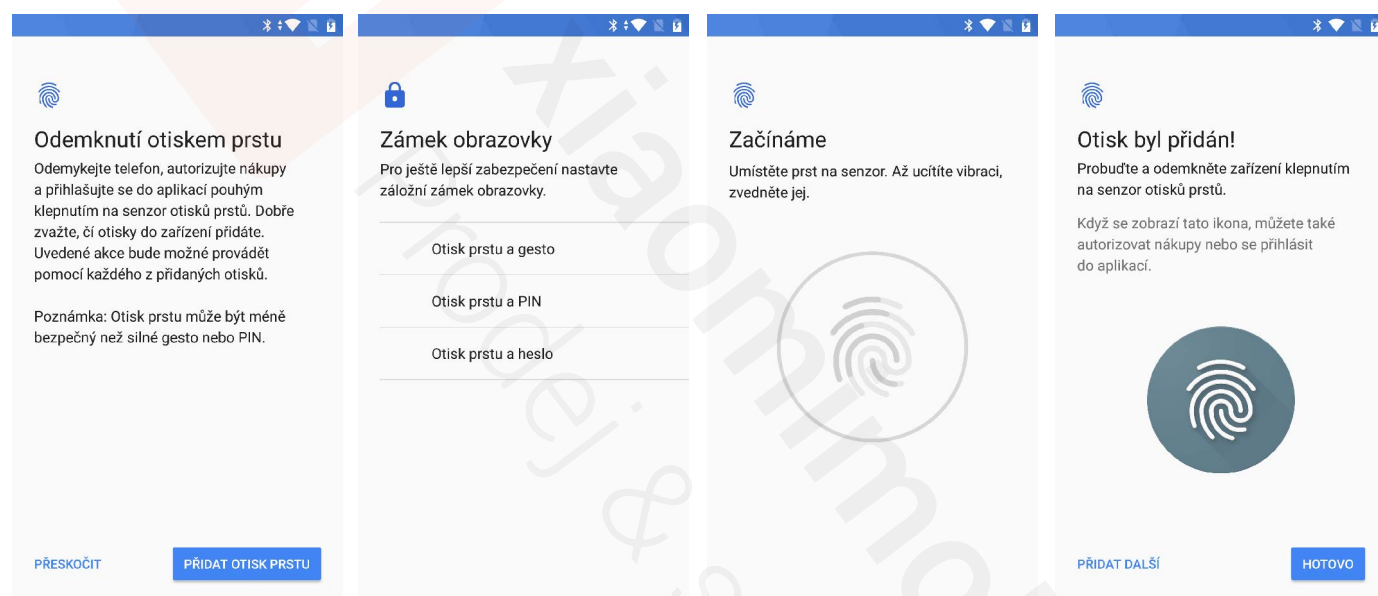 Odemknutí otiskem prstu
Odemykejte telefon, autorizujte nákupy
a přihlašujte se do aplikací pouhým
klepnutím na senzor otisků prstů. Dobře
zvažte, čí otisky do zařízení přidáte.
Uvedené akce bude možné provádět
pomocí každého z přidaných otisků.
Poznámka: Otisk prstu může být méně
bezpečný než silné gesto nebo PIN.
PŘESKOČIT
PŘIDAT OTISK PRSTU
Zámek obrazovky
Pro ještě lepší zabezpečení nastavte
záložní zámek obrazovky.
Otisk prstu a gesto
Otisk prstu a PIN
Otisk prstu a heslo
Začínáme
Umístěte prst na senzor. Až ucítíte vibraci,
zvedněte jej.
Otisk byl přidán!
Probuďte a odemkněte zařízení klepnutím
na senzor otisků prstů.
Když se zobrazí tato ikona, můžete také
autorizovat nákupy nebo se přihlásit
do aplikací.
PŘIDAT DALŠÍ
HOTOVO
xiaomimo
Prodej &